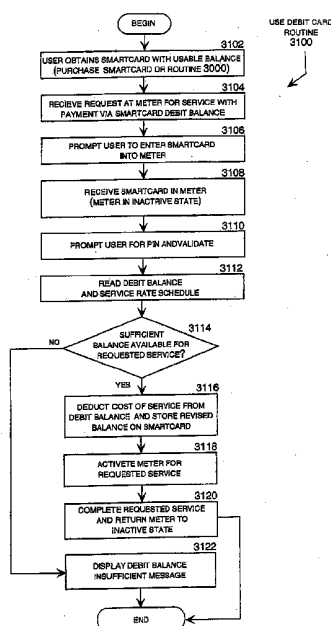 BEGIN
USE DEBIT CARD
ROUTINE
3100
3102
USER OBTAINS SMARTCARD WITH USABLE BALANCE
(PURCHASE SMARTCARD OR ROUTINE 3000)
3104
RECIEVE REQUEST AT METER FOR SERVICE WITH
PAYMENT VIA SMARTCARD DEBIT BALANCE
3106
PROMPT USER TO ENTER SMARTCARD
INTO METER
3108
RECEIVE SMARTCARD IN METER
(METER IN INACTIVE STATE)
3110
PROMPT USER FOR PIN ANDVALIDATE
3112
READ DEBIT BALANCE
AND SERVICE RATE SCHEDULE
3114
SUFFICIENT
BALANCE AVAILABLE FOR
REQUESTED SERVICE?
NO
YES
3116
DEDUCT COST OF SERVICE FROM
DEBIT BALANCE AND STORE REVISED
BALANCE ON SMARTCARD
3118
ACTIVETE METER FOR
REQUESTED SERVICE
3120
COMPLETE REQUESTED SERVICE
AND RETURN METER TO
INACTIVE STATE
3122
DISPLAY DEBIT BALANCE
INSUFFICIENT MESSAGE
END